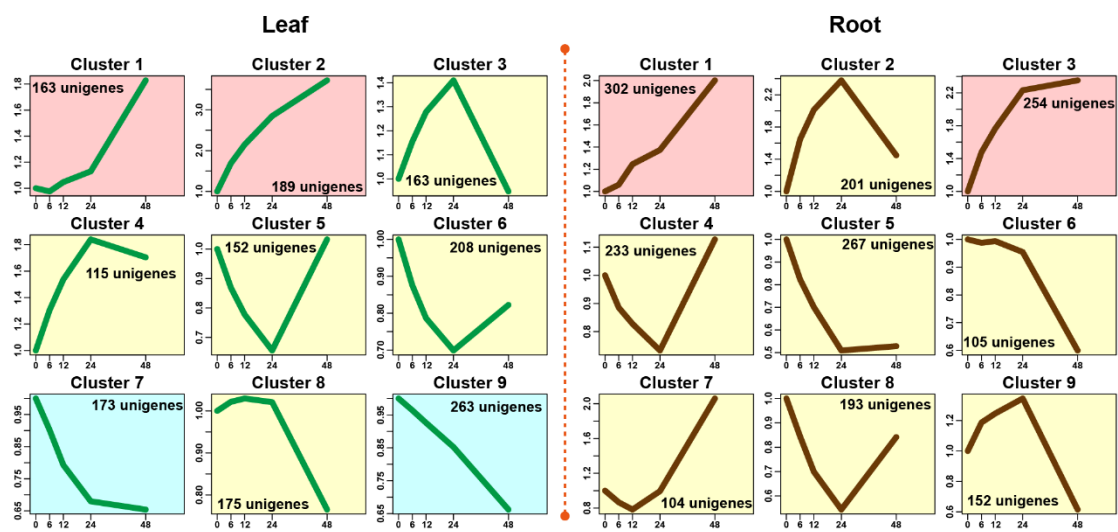 Leaf
Root
Cluster 1
163 unigenes
1.0 1.2 1.4 1.6 1.8
0 6 12 24 48
Cluster 2
189 unigenes
1.0 2.0 3.0
0 6 12 24 48
Cluster 3
163 unigenes
1.0 1.1 1.2 1.3 1.4
0 6 12 24 48
Cluster 1
302 unigenes
1.0 1.2 1.4 1.6 1.8 2.0
0 6 12 24 48
Cluster 2
201 unigenes
1.0 1.4 1.8 2.2
0 6 12 24 48
Cluster 3
254 unigenes
1.0 1.4 1.8 2.2
0 6 12 24 48
Cluster 4
115 unigenes
1.0 1.2 1.4 1.6 1.8
0 6 12 24 48
Cluster 5
152 unigenes
0.7 0.8 0.9 1.0
0 6 12 24 48
Cluster 6
208 unigenes
0.70 0.80 0.90 1.00
0 6 12 24 48
Cluster 4
233 unigenes
0.8 0.9 1.0 1.1
0 6 12 24 48
Cluster 5
267 unigenes
0.5 0.6 0.7 0.8 0.9 1.0
0 6 12 24 48
Cluster 6
105 unigenes
0.6 0.7 0.8 0.9 1.0
0 6 12 24 48
Cluster 7
173 unigenes
0.65 0.75 0.85 0.95
0 6 12 24 48
Cluster 8
175 unigenes
0.80 0.90 1.00
0 6 12 24 48
Cluster 9
263 unigenes
0.65 0.75 0.85 0.95
0 6 12 24 48
Cluster 7
104 unigenes
0.8 1.2 1.6 2.0
0 6 12 24 48
Cluster 8
193 unigenes
0.6 0.7 0.8 0.9 1.0
0 6 12 24 48
Cluster 9
152 unigenes
0.6 0.8 1.0 1.2
0 6 12 24 48